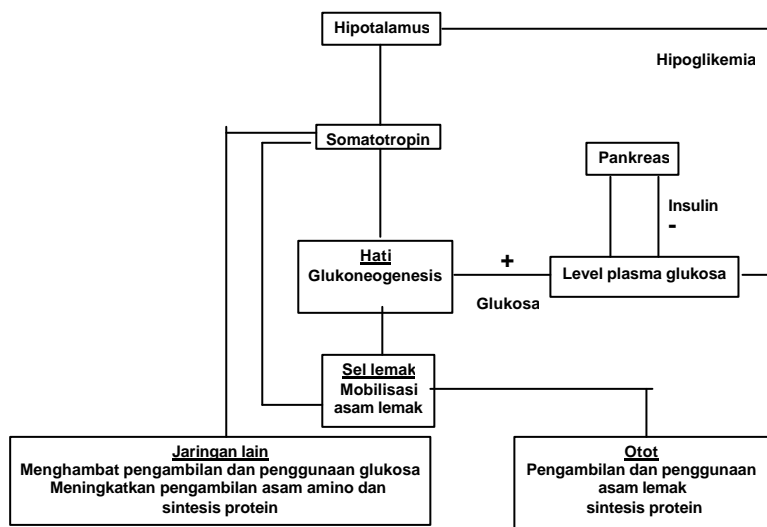 Hipotalamus
Hipoglikemia
Somatotropin
Pankreas
Insulin
-
Hati
Glukoneogenesis
+
Glukosa
Level plasma glukosa
Sel lemak
Mobilisasi
asam lemak
Jaringan lain
Menghambat pengambilan dan penggunaan glukosa
Meningkatkan pengambilan asam amino dan
sintesis protein
Otot
Pengambilan dan penggunaan
asam lemak
sintesis protein